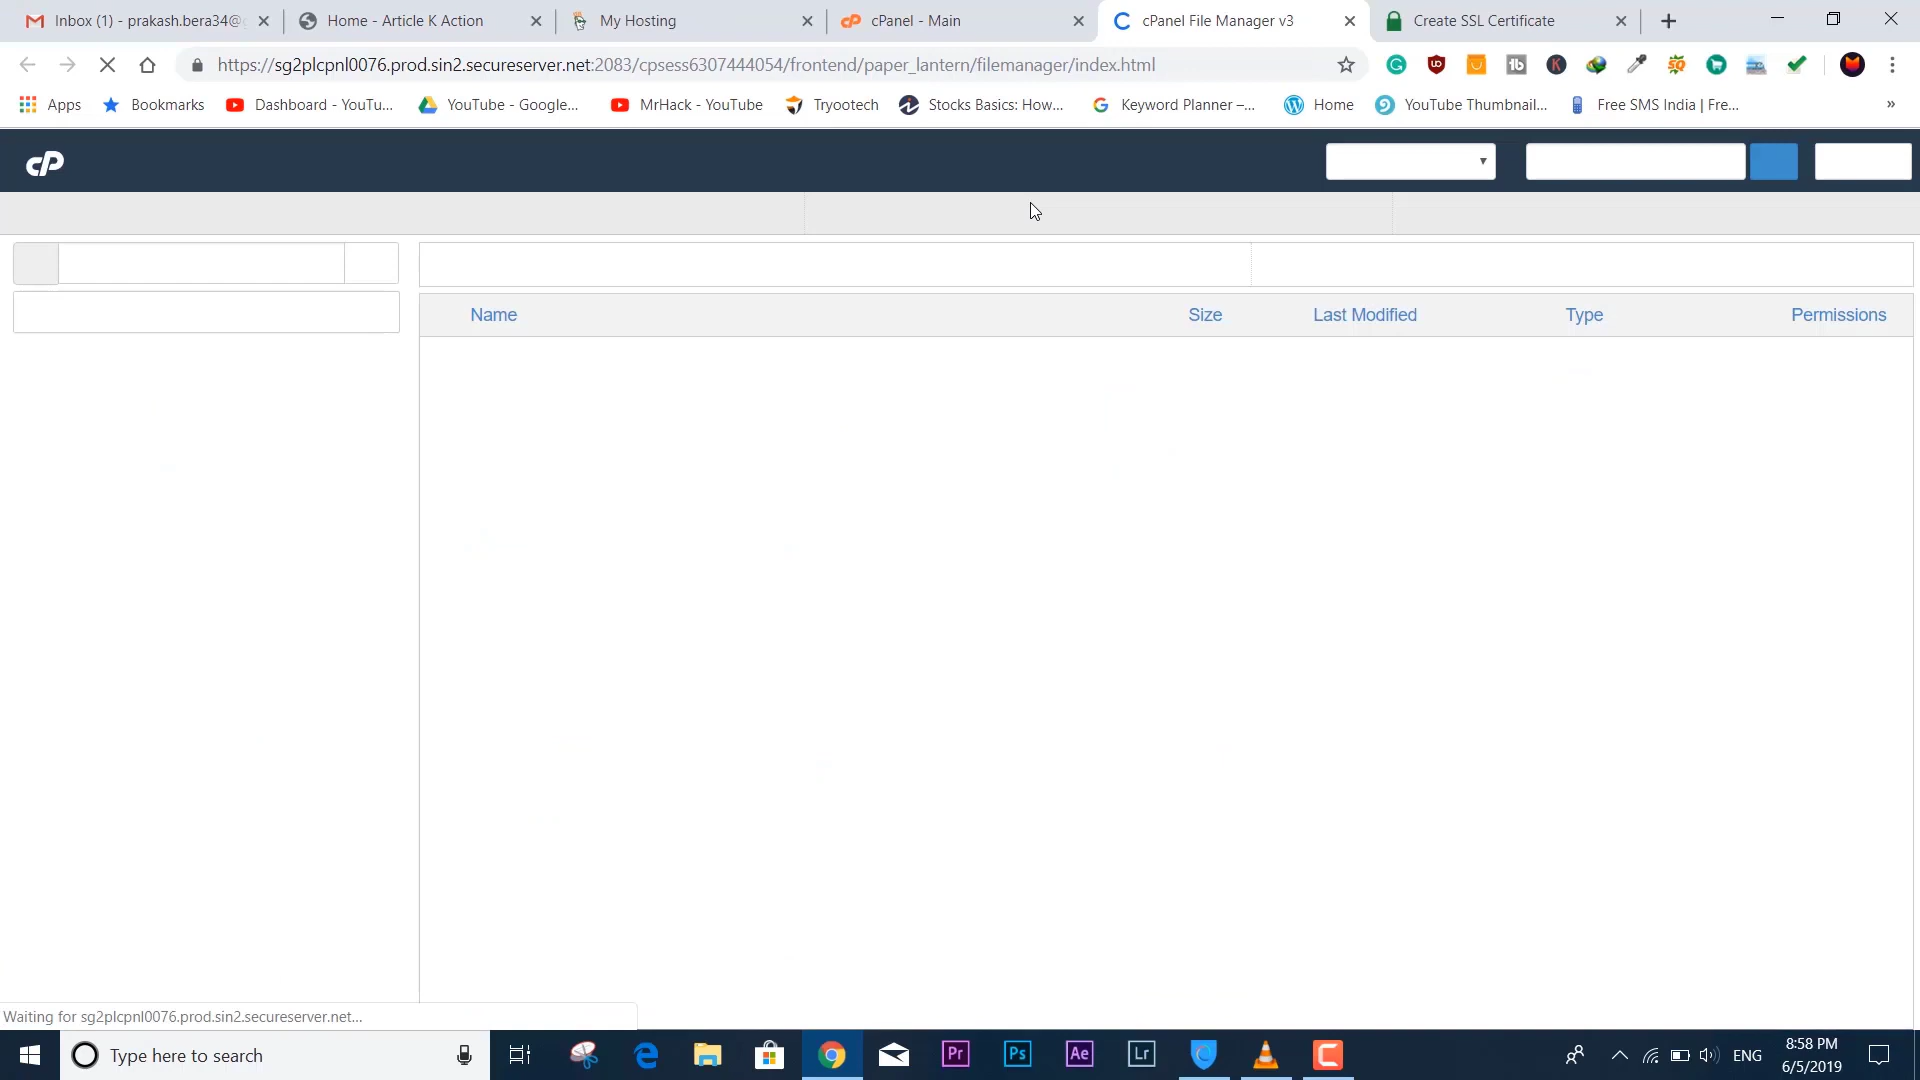 Inbox (1) - prakash.bera34@
Home - Article K Action
My Hosting
cPanel - Main
cPanel File Manager v3
Create SSL Certificate
https://sg2plcpnl0076.prod.sin2.secureserver.net:2083/cpsess6307444054/frontend/paper_lantern/filemanager/index.html
Apps
Bookmarks
Dashboard - YouTu...
YouTube - Google...
MrHack - YouTube
Tryootech
Stocks Basics: How...
Keyword Planner –...
Home
YouTube Thumbnail...
Free SMS India | Fre...
»
cP
Name Size Last Modified Type Permissions
Waiting for sg2plcpnl0076.prod.sin2.secureserver.net...
Type here to search
Pr
Ps
Ae
Lr
ENG
8:58 PM
6/5/2019